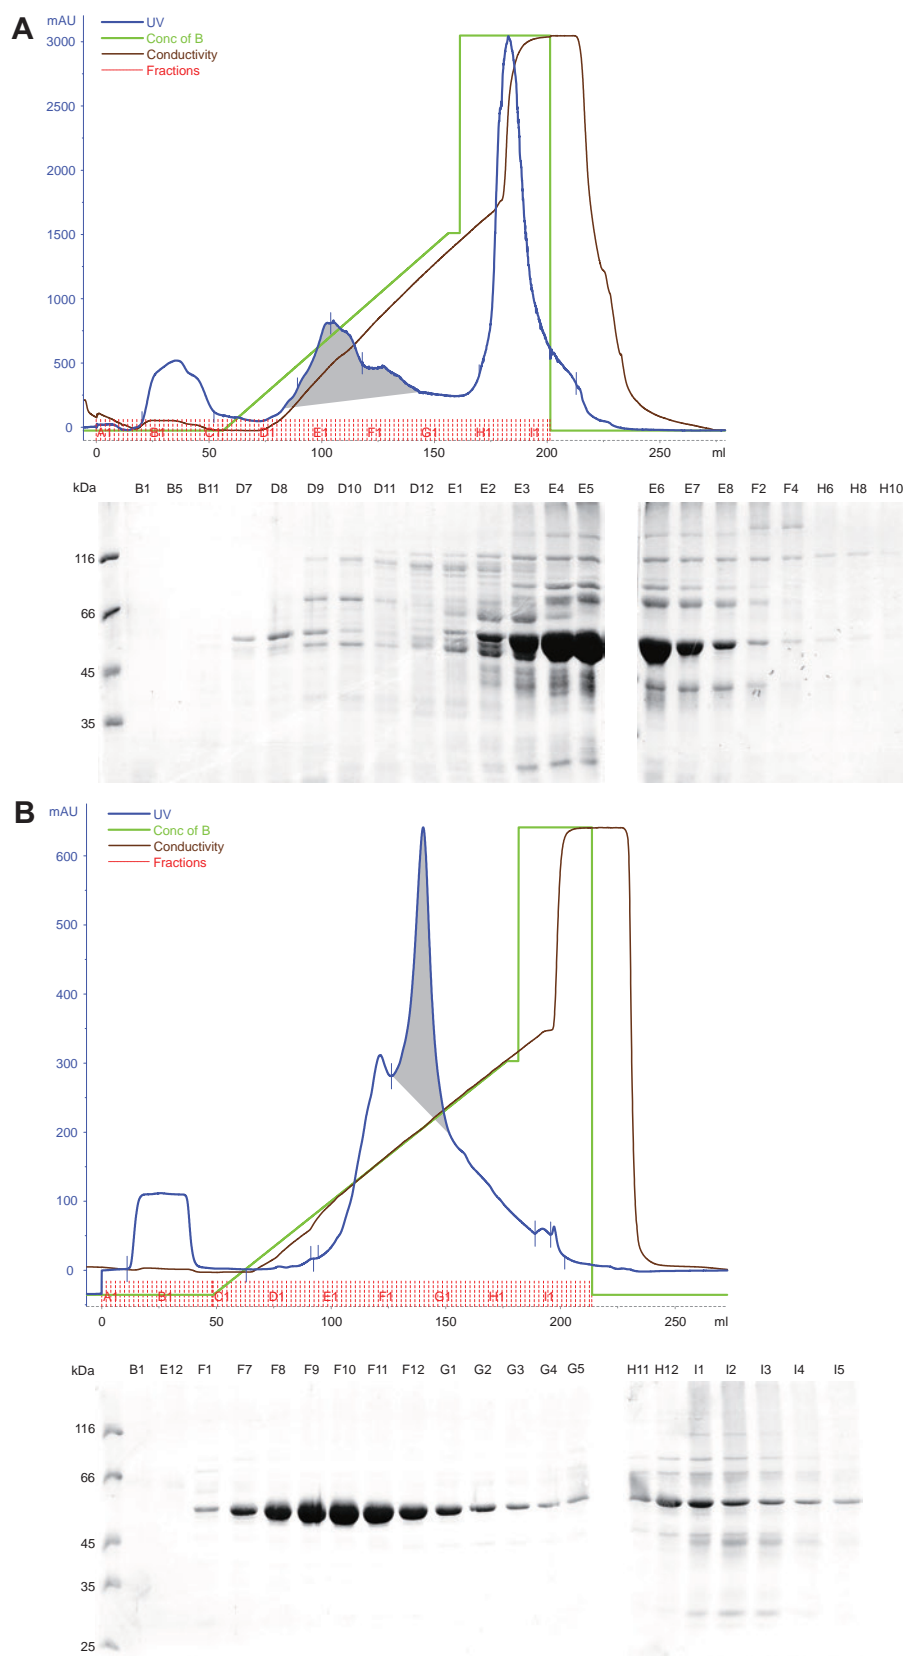 A
mAU
UV
Conc of B
Conductivity
Fractions
3000
2500
2000
1500
1000
500
0
A1 B1 C1 D1 E1 F1 G1 H1 I1
0 50 100 150 200 250 ml
kDa B1 B5 B11 D7 D8 D9 D10 D11 D12 E1 E2 E3 E4 E5 E6 E7 E8 F2 F4 H6 H8 H10
116
66
45
35
B
mAU
UV
Conc of B
Conductivity
Fractions
600
500
400
300
200
100
0
A1 B1 C1 D1 E1 F1 G1 H1 I1
0 50 100 150 200 250 ml
kDa B1 E12 F1 F7 F8 F9 F10 F11 F12 G1 G2 G3 G4 G5 H11 H12 I1 I2 I3 I4 I5
116
66
45
35
25